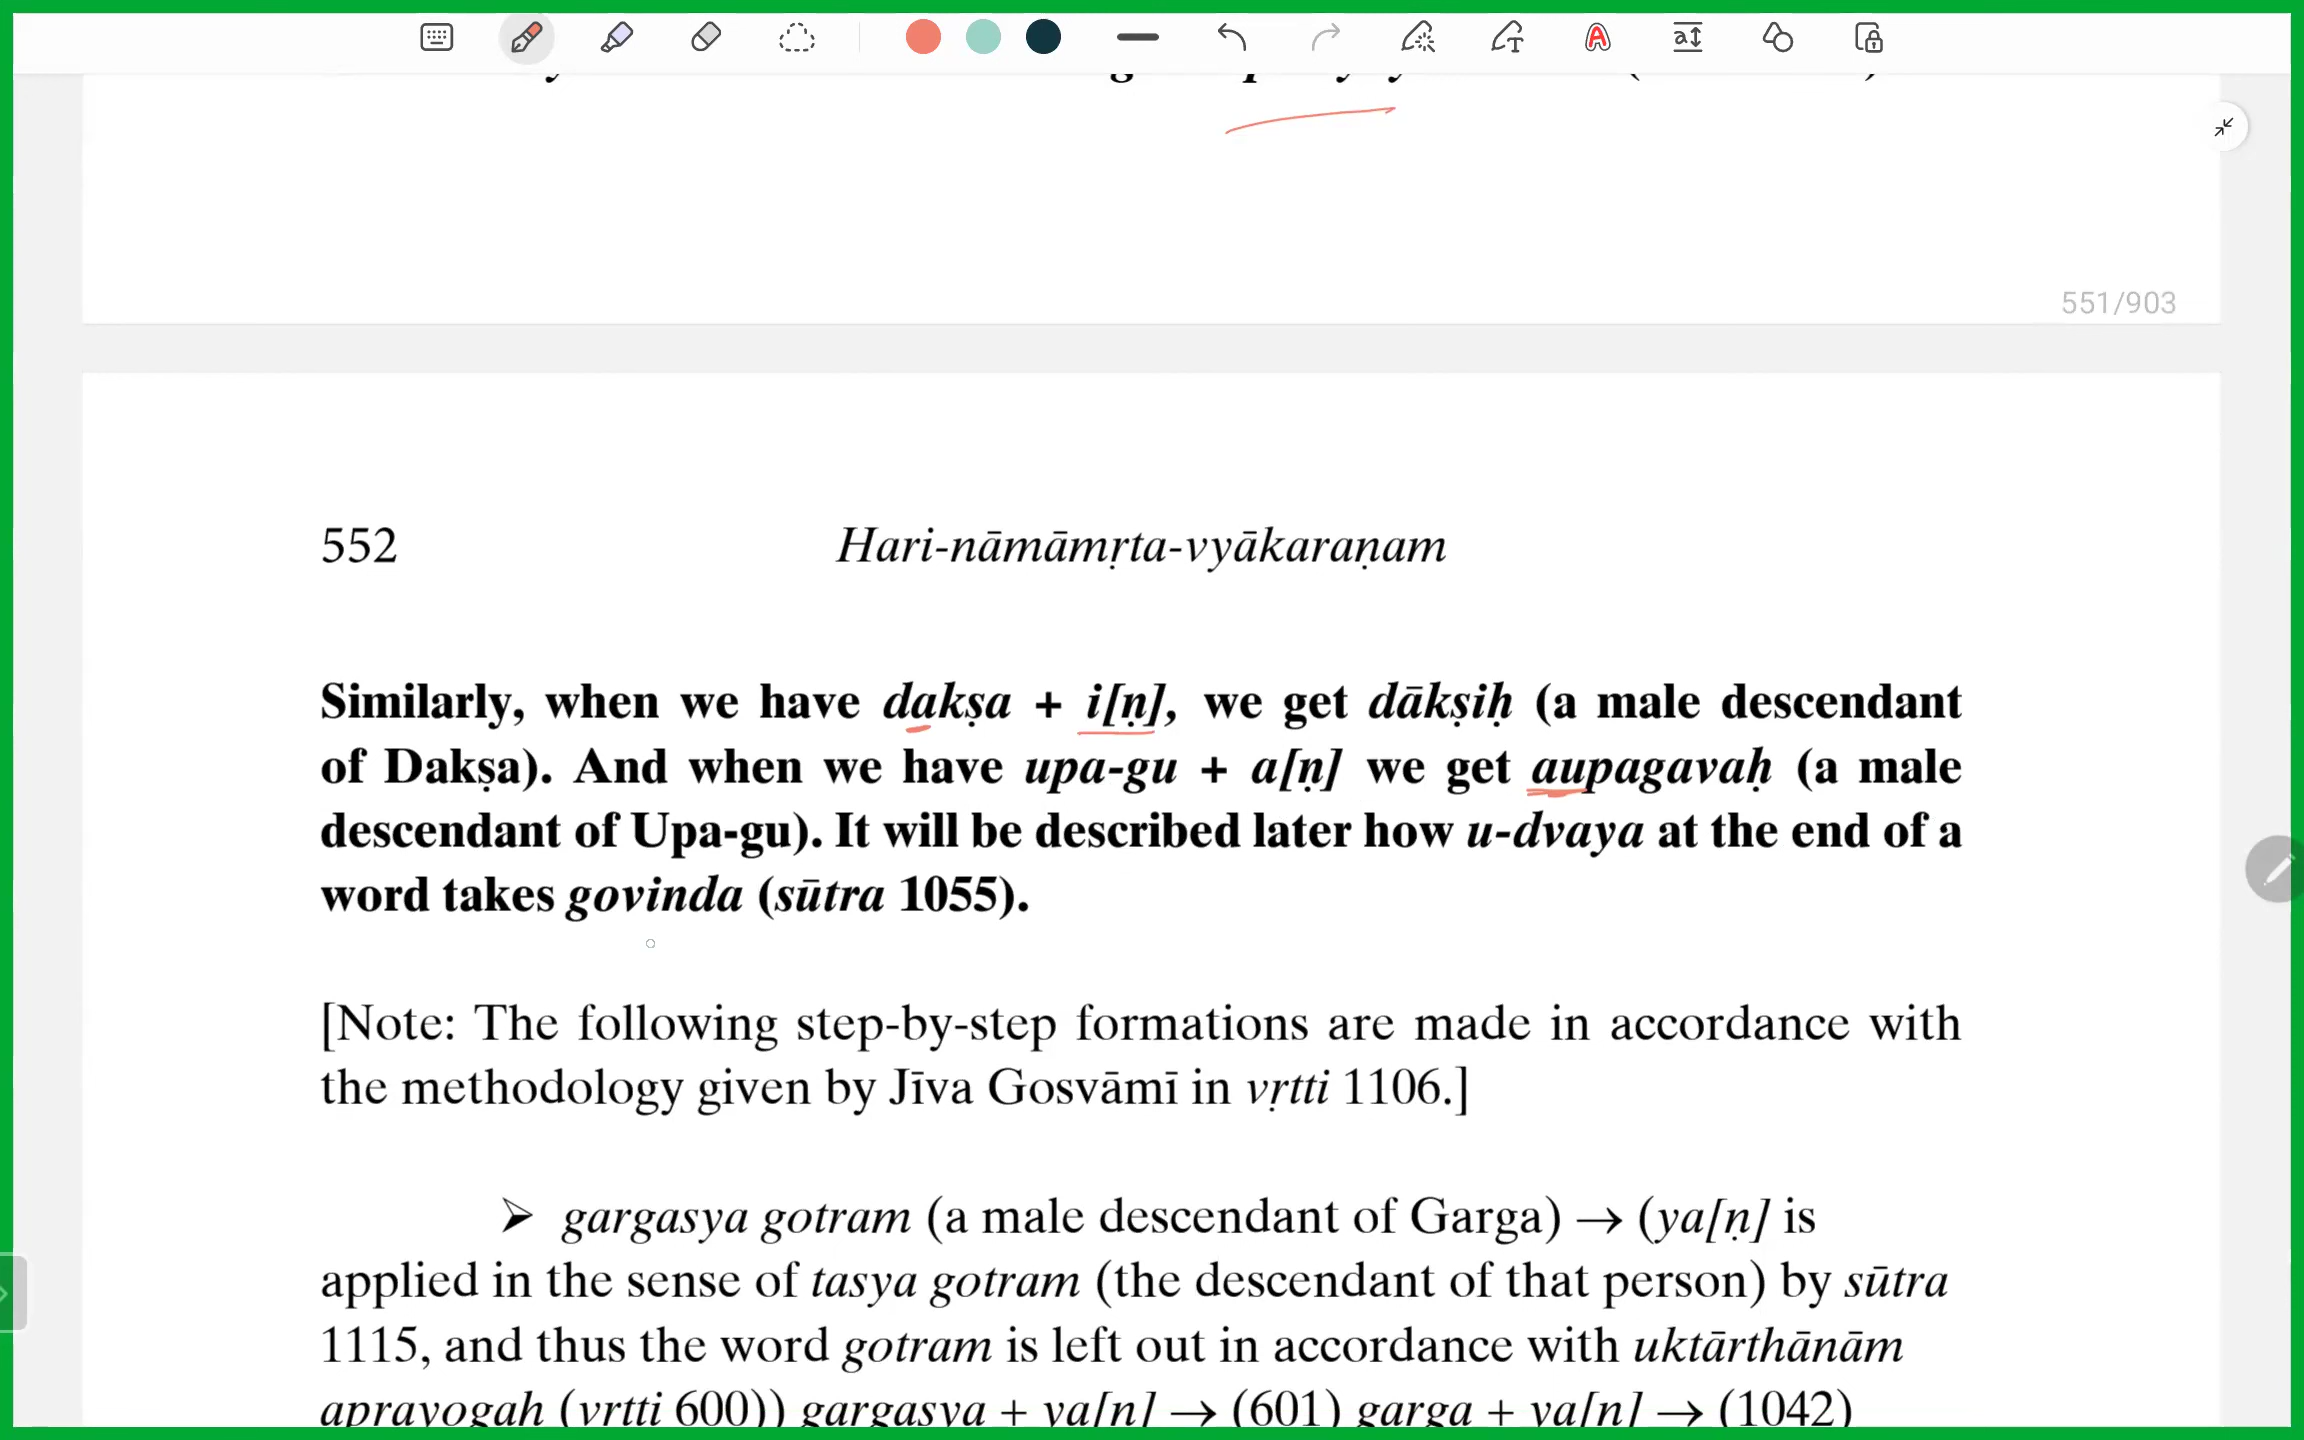 551/903
552 Hari-nāmāmṛta-vyākaraṇam
Similarly, when we have dakṣa + i[ṇ], we get dākṣiḥ (a male descendant
of Dakṣa). And when we have upa-gu + a[ṇ] we get aupagavaḥ (a male
descendant of Upa-gu). It will be described later how u-dvaya at the end of a
word takes govinda (sūtra 1055).
[Note: The following step-by-step formations are made in accordance with
the methodology given by Jīva Gosvāmī in vṛtti 1106.]
➢ gargasya gotram (a male descendant of Garga) → (ya[ṇ] is
applied in the sense of tasya gotram (the descendant of that person) by sūtra
1115, and thus the word gotram is left out in accordance with uktārthānām
aprayogaḥ (vṛtti 600)) gargasya + ya[ṇ] → (601) garga + ya[ṇ] → (1042)